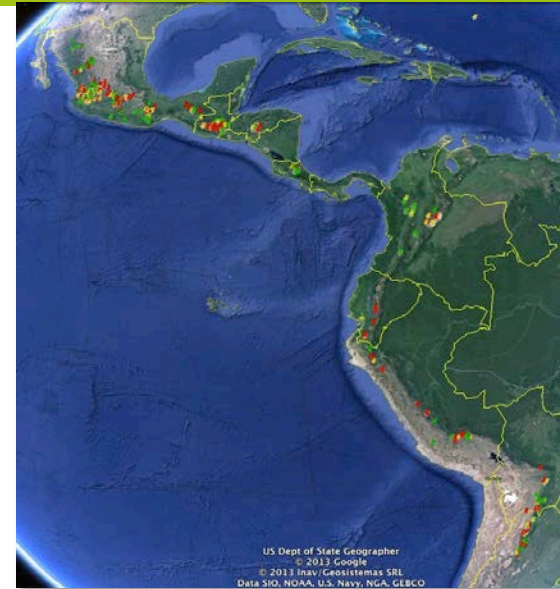 US Dept of State Geographer
© 2013 Google
© 2013 Inav/Geosistemas SRL
Data SIO, NOAA, U.S. Navy, NGA, GEBCO